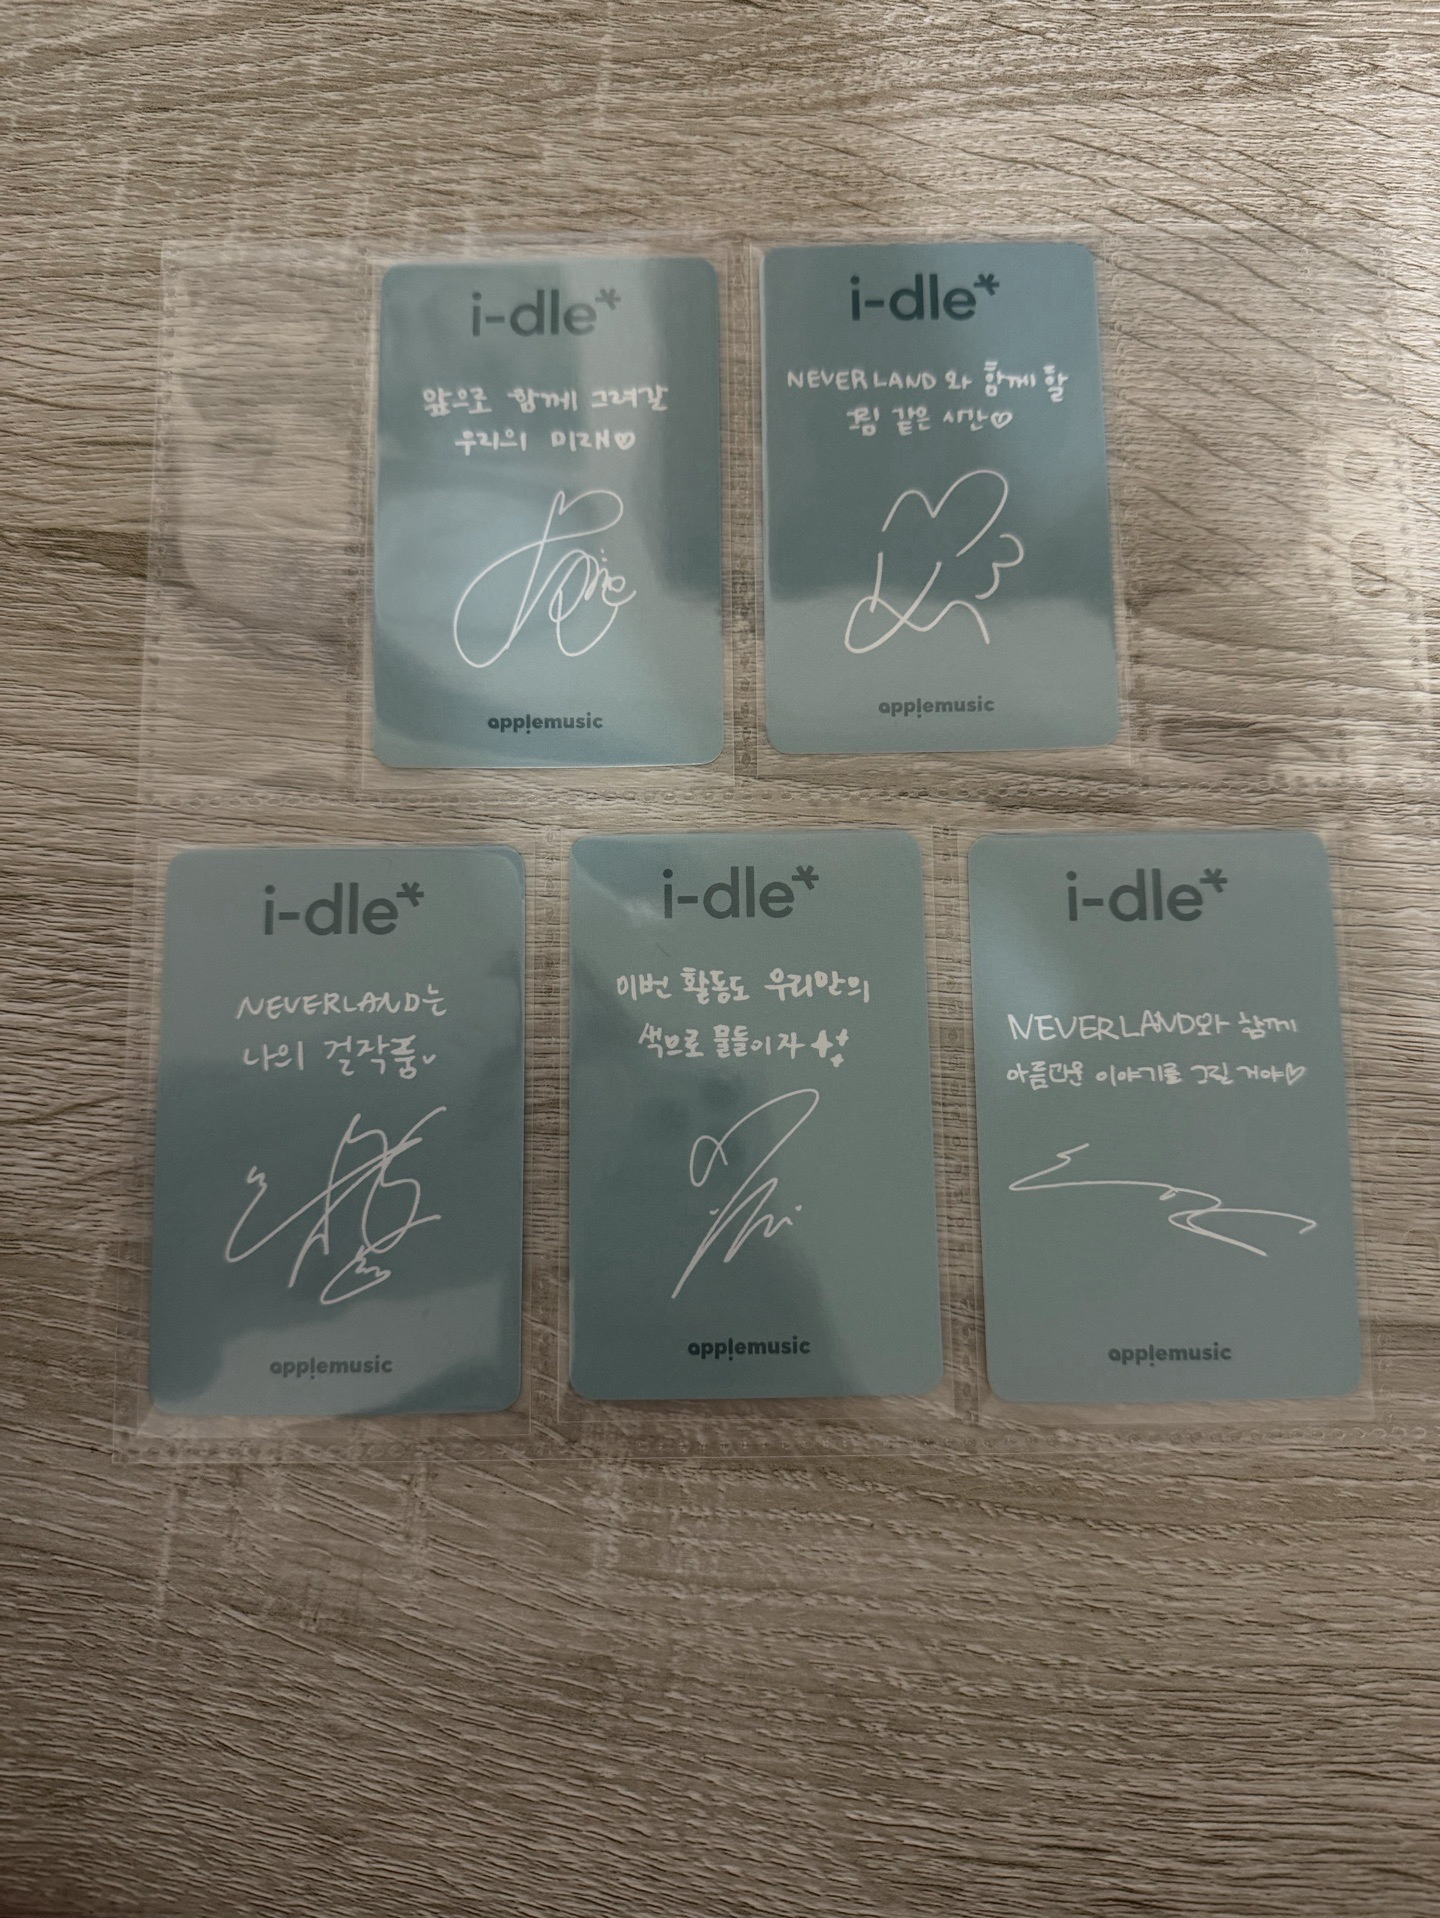 i-dle*
앞으로 함께 그려갈
우리의 미래♡
applemusic
i-dle*
NEVERLAND와 함께 할
그림 같은 시간♡
applemusic
i-dle*
NEVERLAND는
나의 걸작품
applemusic
i-dle*
이번 활동도 우리만의
색으로 물들이자
applemusic
i-dle*
NEVERLAND와 함께
아름다운 이야기를 그릴 거야♡
applemusic